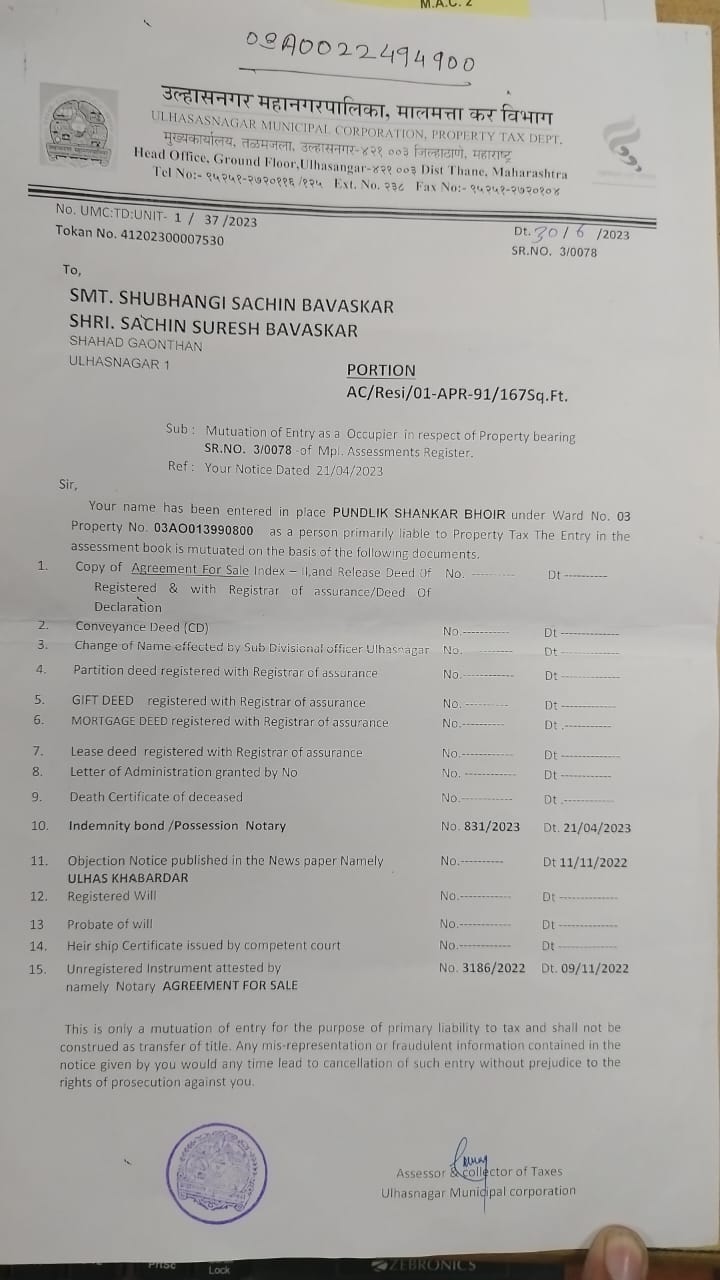 M.A.C. 2
03A0022494900
उल्हासनगर महानगरपालिका, मालमत्ता कर विभाग
ULHASASNAGAR MUNICIPAL CORPORATION, PROPERTY TAX DEPT.
मुख्यकार्यालय, तळमजला, उल्हासनगर-४२१ ००३ जिल्हाठाणे, महाराष्ट्र
Head Office, Ground Floor,Ulhasangar-४२१ ००३ Dist Thane, Maharashtra
Tel No:- ९५२५१-२७२०११६/१२५ Ext. No. २३८ Fax No:- ९५२५१-२७२०१०४
No. UMC:TD:UNIT- 1 / 37 /2023
Dt. 30 / 6 /2023
Tokan No. 41202300007530
SR.NO. 3/0078
To,
SMT. SHUBHANGI SACHIN BAVASKAR
SHRI. SACHIN SURESH BAVASKAR
SHAHAD GAONTHAN
ULHASNAGAR 1
PORTION
AC/Resi/01-APR-91/167Sq.Ft.
Sub : Mutuation of Entry as a Occupier in respect of Property bearing
SR.NO. 3/0078 -of Mpl. Assessments Register.
Ref : Your Notice Dated 21/04/2023
Sir,
Your name has been entered in place PUNDLIK SHANKAR BHOIR under Ward No. 03
Property No. 03AO013990800 as a person primarily liable to Property Tax The Entry in the
assessment book is mutuated on the basis of the following documents.
1. Copy of Agreement For Sale Index – II,and Release Deed Of No. ---------- Dt ----------
Registered & with Registrar of assurance/Deed Of
Declaration
2. Conveyance Deed (CD) No.----------- Dt --------------
3. Change of Name effected by Sub Divisional officer Ulhasnagar No. --------- Dt --------------
4. Partition deed registered with Registrar of assurance No.----------- Dt --------------
5. GIFT DEED registered with Registrar of assurance No. ---------- Dt -------------
6. MORTGAGE DEED registered with Registrar of assurance No.---------- Dt .-----------
7. Lease deed registered with Registrar of assurance No.------------ Dt --------------
8. Letter of Administration granted by No No. ------------ Dt ------------
9. Death Certificate of deceased No.------------ Dt .------------
10. Indemnity bond /Possession Notary No. 831/2023 Dt. 21/04/2023
11. Objection Notice published in the News paper Namely No.---------- Dt 11/11/2022
ULHAS KHABARDAR
12. Registered Will No.------------ Dt --------------
13 Probate of will No.------------ Dt --------------
14. Heir ship Certificate issued by competent court No.------------ Dt --------------
15. Unregistered Instrument attested by No. 3186/2022 Dt. 09/11/2022
namely Notary AGREEMENT FOR SALE
This is only a mutuation of entry for the purpose of primary liability to tax and shall not be
construed as transfer of title. Any mis-representation or fraudulent information contained in the
notice given by you would any time lead to cancellation of such entry without prejudice to the
rights of prosecution against you.
Assessor & collector of Taxes
Ulhasnagar Municipal corporation
PrtSc
Lock
ZEBRONICS